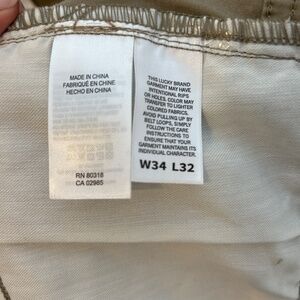 MADE IN CHINA
FABRIQUÉ EN CHINE
HECHO EN CHINA
RN 80318
CA 02985
THIS LUCKY BRAND
GARMENT MAY HAVE
INTENTIONAL RIPS
OR HOLES. COLOR MAY
TRANSFER TO LIGHTER
COLORED FABRICS.
AVOID PULLING UP BY
BELT LOOPS, SIMPLY
FOLLOW THE CARE
INSTRUCTIONS TO
ENSURE THAT YOUR
GARMENT MAINTAINS ITS
INDIVIDUAL CHARACTER.
W34 L32